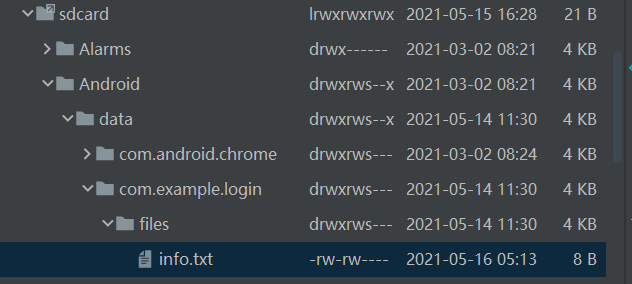 sdcard lrwxrwxrwx 2021-05-15 16:28 21 B
Alarms drwx------ 2021-03-02 08:21 4 KB
Android drwxrws--x 2021-03-02 08:21 4 KB
data drwxrws--x 2021-05-14 11:30 4 KB
com.android.chrome drwxrws--- 2021-03-02 08:24 4 KB
com.example.login drwxrws--- 2021-05-14 11:30 4 KB
files drwxrws--- 2021-05-14 11:30 4 KB
info.txt -rw-rw---- 2021-05-16 05:13 8 B